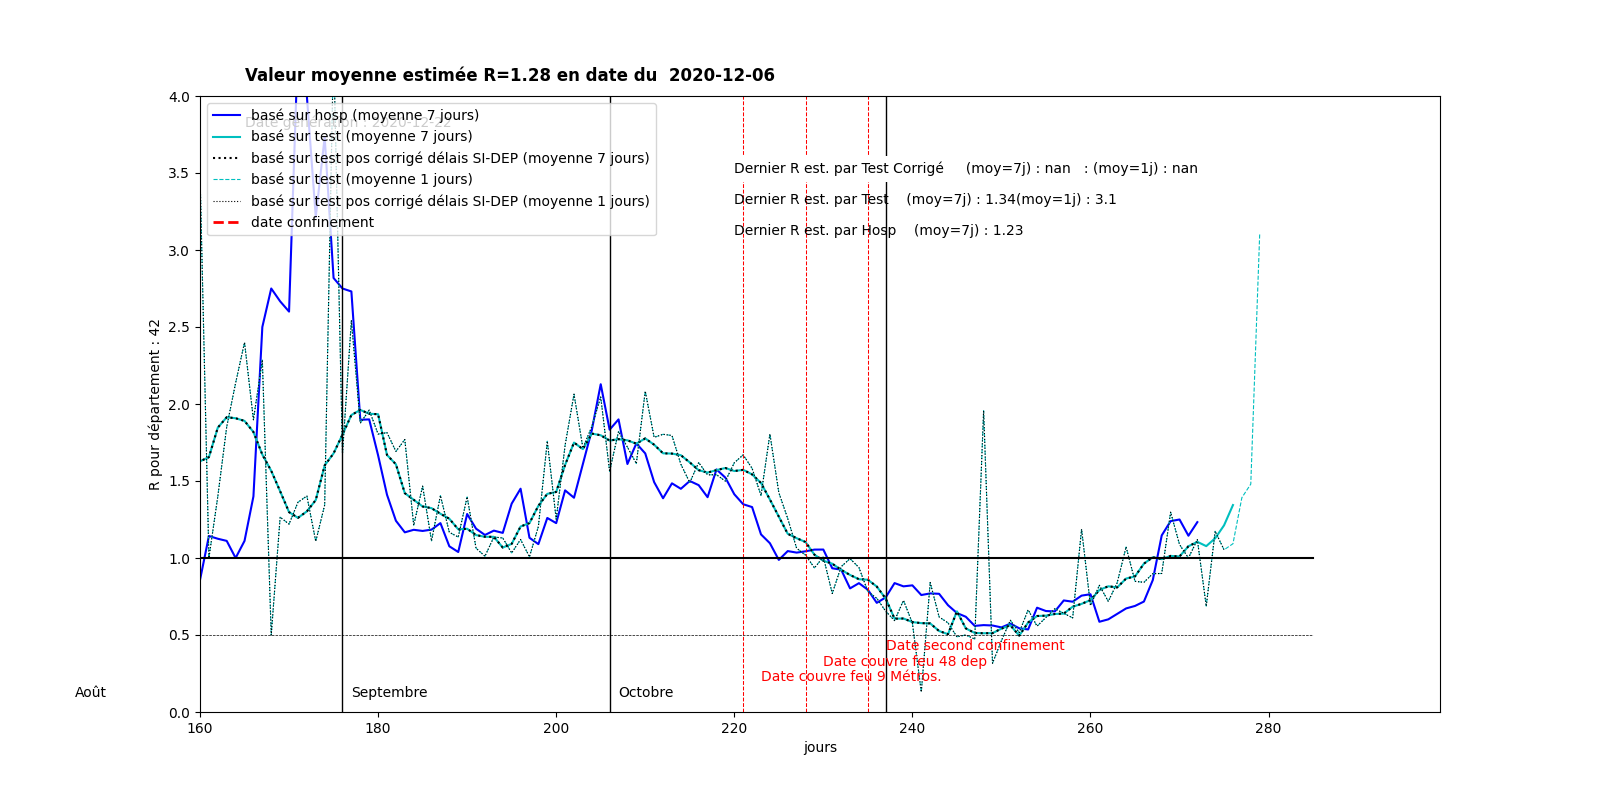 Valeur moyenne estimée R=1.28 en date du 2020-12-06
Date génération : 2020-12-22
basé sur hosp (moyenne 7 jours)
basé sur test (moyenne 7 jours)
basé sur test pos corrigé délais SI-DEP (moyenne 7 jours)
basé sur test (moyenne 1 jours)
basé sur test pos corrigé délais SI-DEP (moyenne 1 jours)
date confinement
Dernier R est. par Test Corrigé (moy=7j) : nan : (moy=1j) : nan
Dernier R est. par Test (moy=7j) : 1.34(moy=1j) : 3.1
Dernier R est. par Hosp (moy=7j) : 1.23
4.0
3.5
3.0
2.5
2.0
1.5
1.0
0.5
0.0
R pour département : 42
Date second confinement
Date couvre feu 48 dep
Date couvre feu 9 Métros.
Août
Septembre
Octobre
160 180 200 220 240 260 280
jours